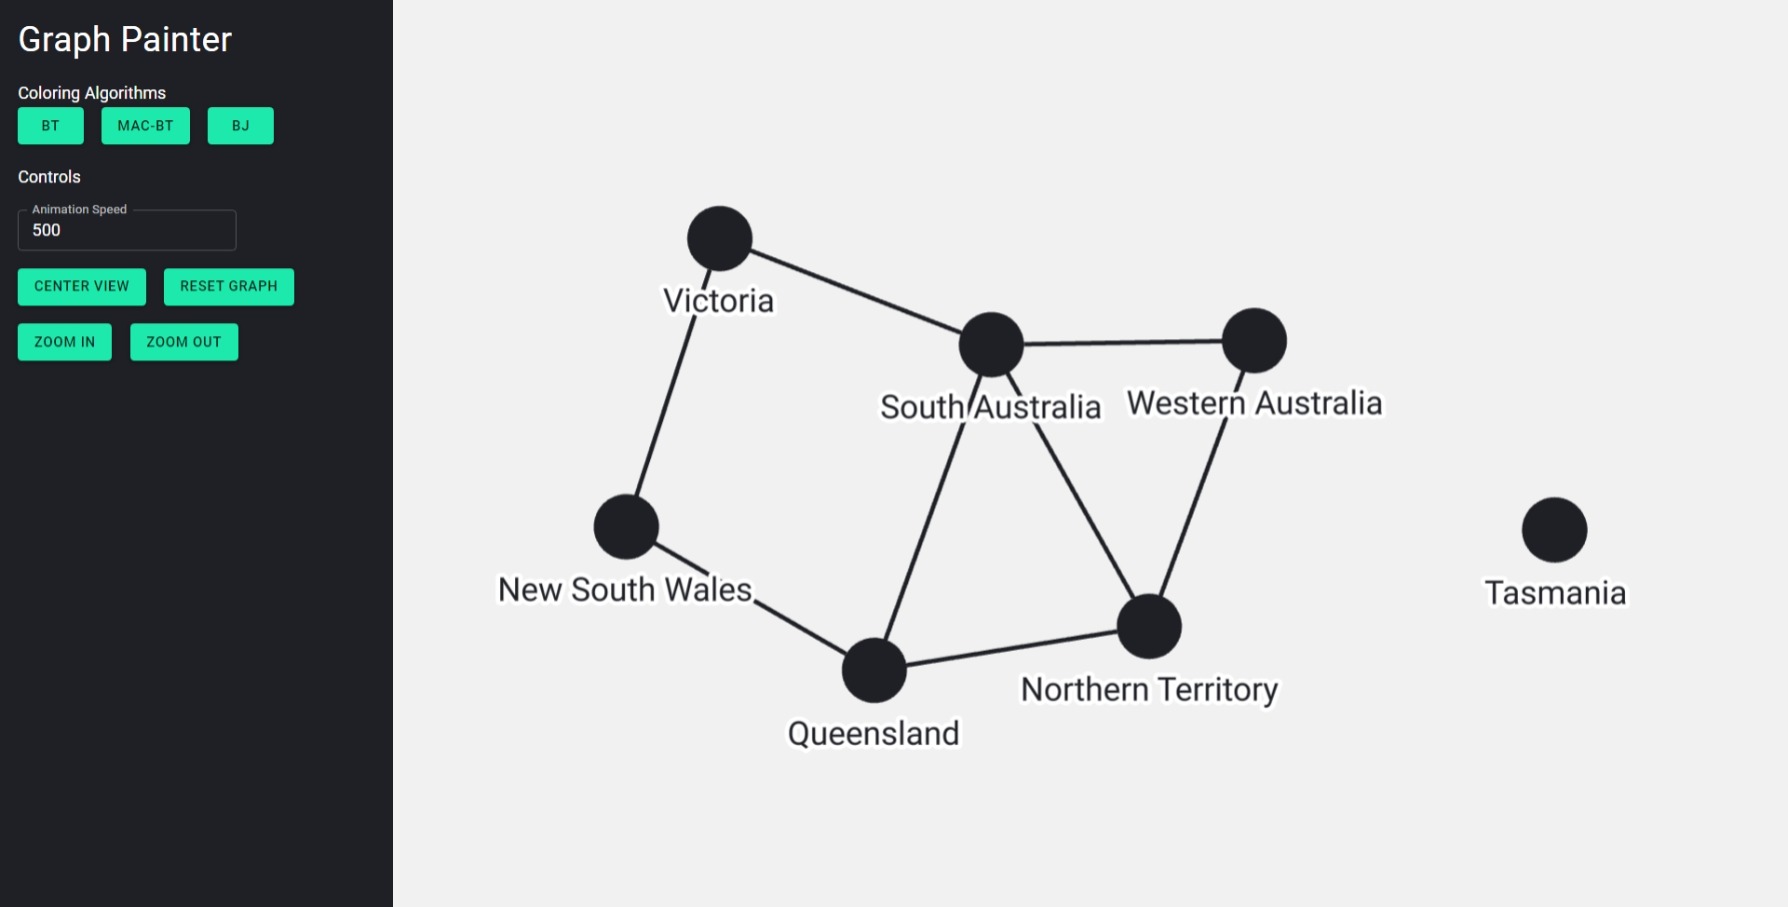 Graph Painter
Coloring Algorithms
BT MAC-BT BJ
Controls
Animation Speed
500
CENTER VIEW RESET GRAPH
ZOOM IN ZOOM OUT
Victoria
South Australia Western Australia
New South Wales
Tasmania
Northern Territory
Queensland